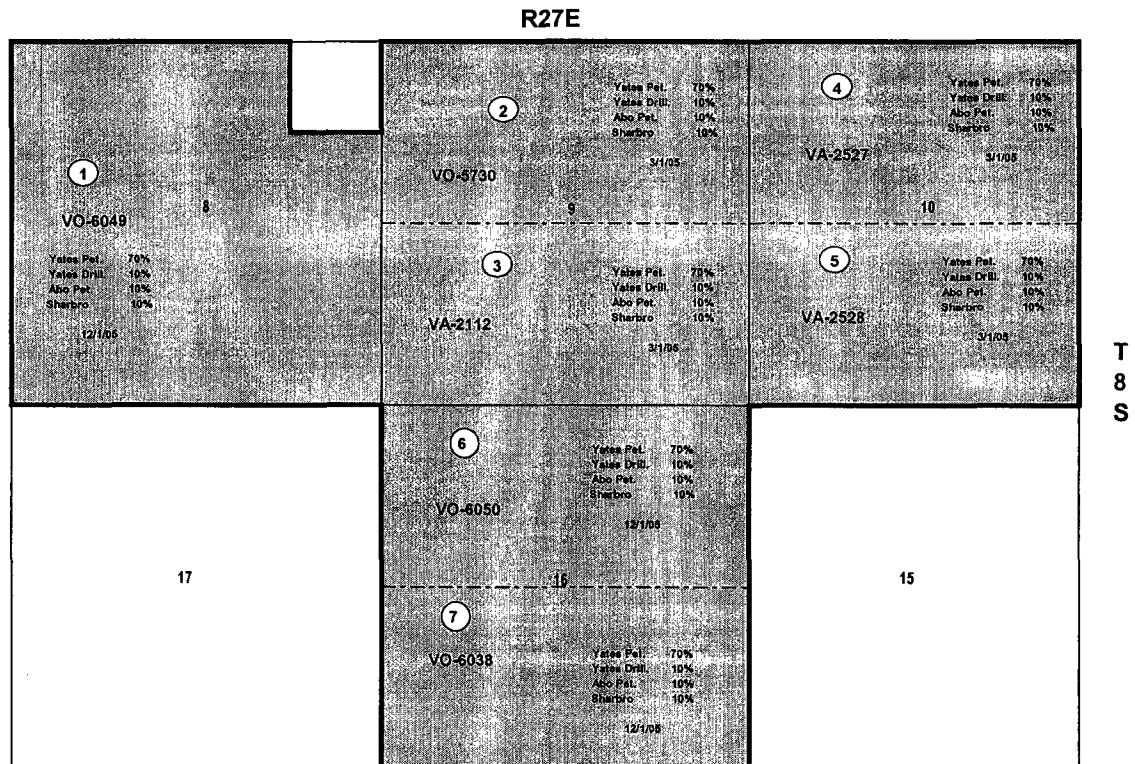 R27E
1
VO-6049
8
Yates Pet. 70%
Yates Drill. 10%
Abo Pet. 10%
Sharbro 10%
12/1/05
2
VO-5730
9
Yates Pet. 70%
Yates Drill. 10%
Abo Pet. 10%
Sharbro 10%
3/1/05
4
VA-2527
10
Yates Pet. 70%
Yates Drill. 10%
Abo Pet. 10%
Sharbro 10%
3/1/05
3
VA-2112
Yates Pet. 70%
Yates Drill. 10%
Abo Pet. 10%
Sharbro 10%
3/1/05
5
VA-2528
Yates Pet. 70%
Yates Drill. 10%
Abo Pet. 10%
Sharbro 10%
3/1/05
T
8
S
6
VO-6050
Yates Pet. 70%
Yates Drill. 10%
Abo Pet. 10%
Sharbro 10%
12/1/05
17
16
15
7
VO-6038
Yates Pet. 70%
Yates Drill. 10%
Abo Pet. 10%
Sharbro 10%
12/1/05